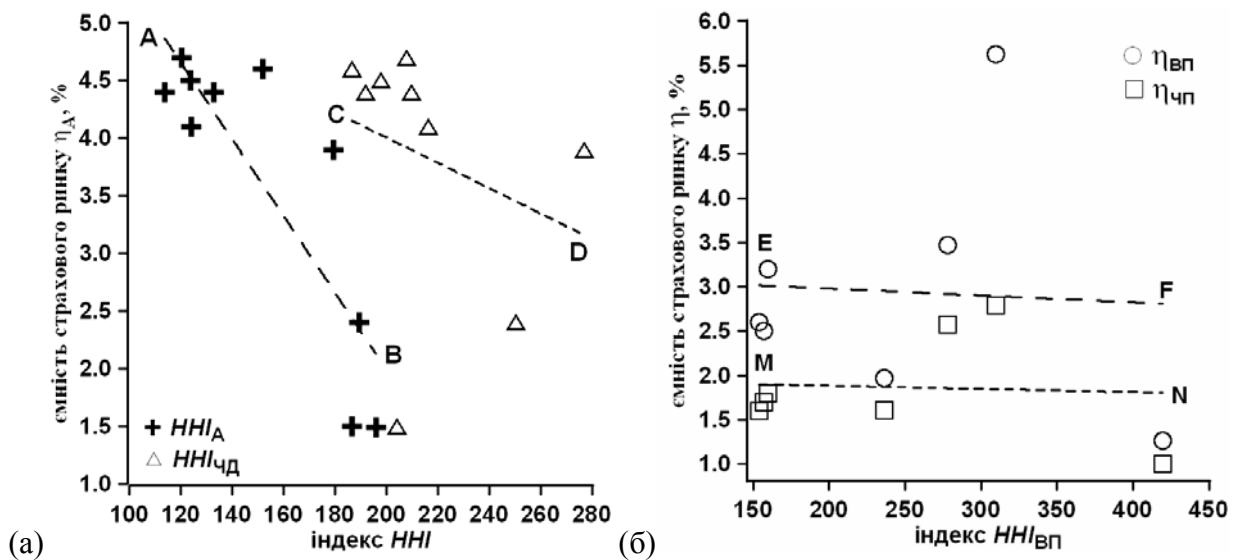 ємність страхового ринку η_A, %
5.0
4.5
4.0
3.5
3.0
2.5
2.0
1.5
1.0
A
B
C
D
HHI_A
HHI_ЧД
100 120 140 160 180 200 220 240 260 280
індекс HHI
(а)
ємність страхового ринку η, %
6.0
5.5
5.0
4.5
4.0
3.5
3.0
2.5
2.0
1.5
1.0
η_ВП
η_ЧП
E
F
M
N
150 200 250 300 350 400 450
індекс HHI_ВП
(б)